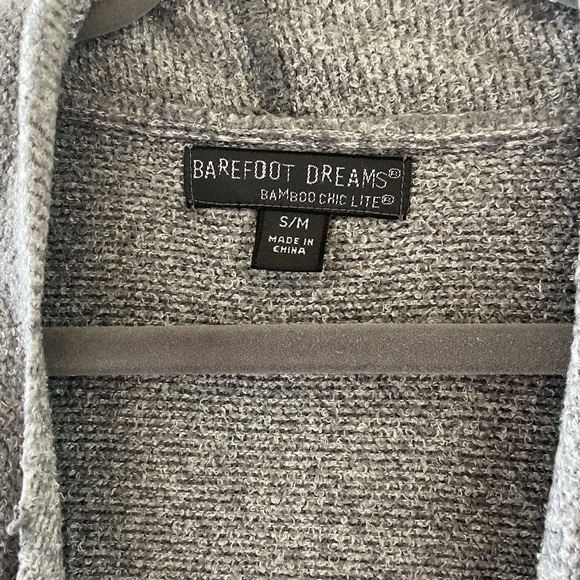 BAREFOOT DREAMS®
BAMBOO CHIC LITE®
S/M
MADE IN
CHINA